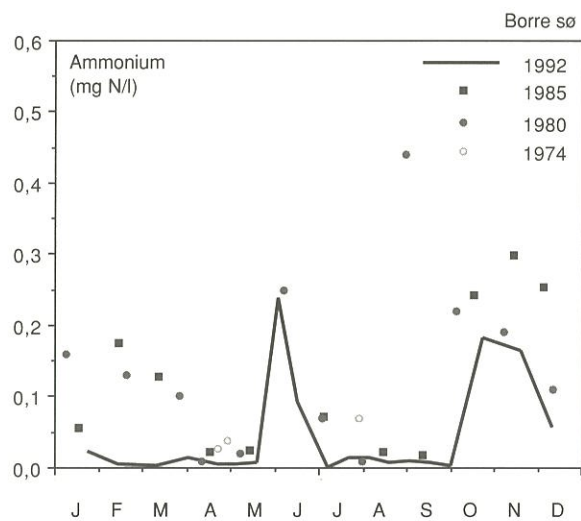 Borre sø
Ammonium
(mg N/l)
1992
1985
1980
1974
0,6
0,5
0,4
0,3
0,2
0,1
0,0
J F M A M J J A S O N D